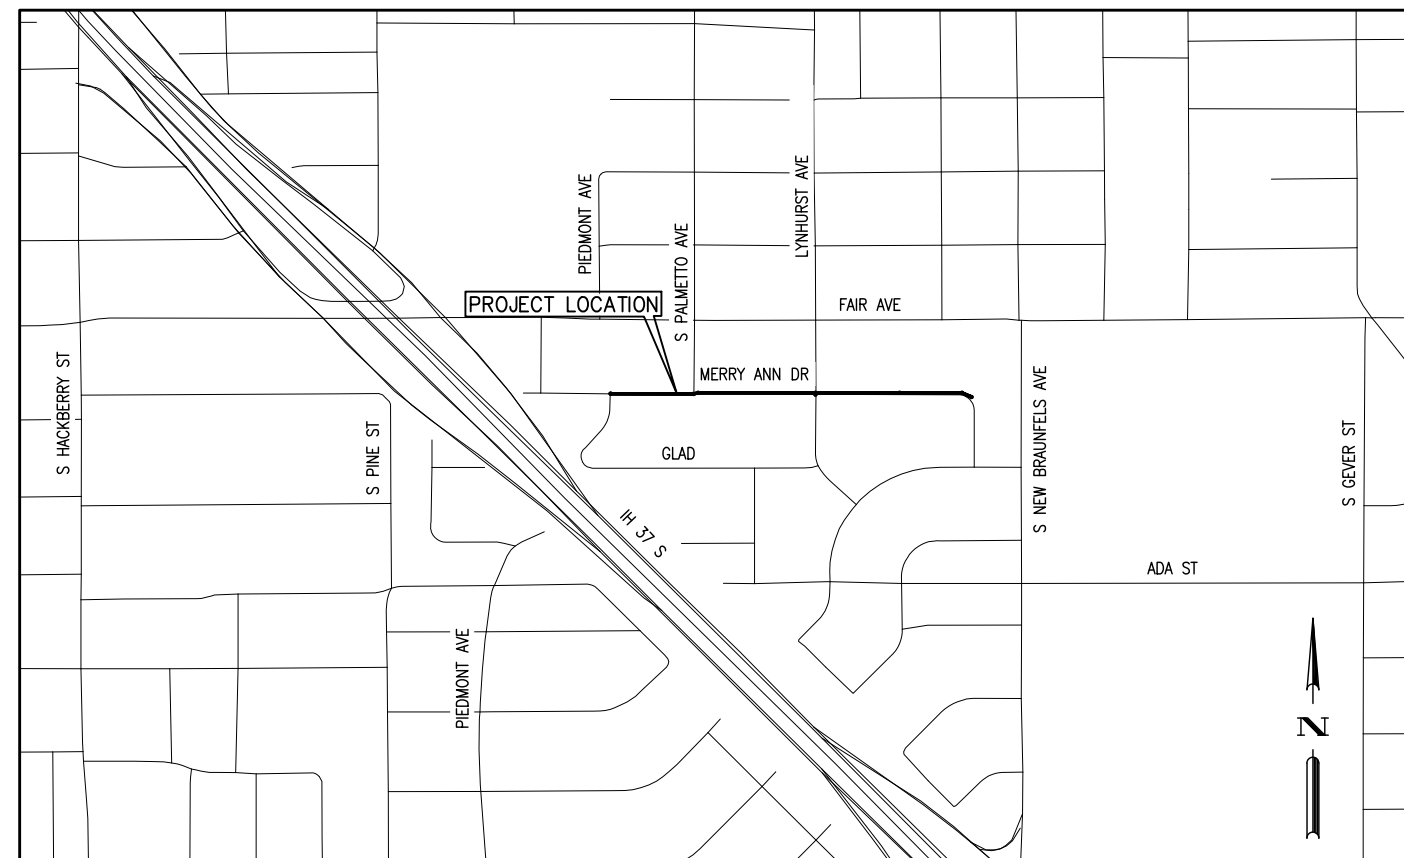 PIEDMONT AVE
LYNHURST AVE
S PALMETTO AVE
PROJECT LOCATION
FAIR AVE
MERRY ANN DR
S HACKBERRY ST
S PINE ST
GLAD
S NEW BRAUNFELS AVE
S GEVER ST
IH 37 S
ADA ST
PIEDMONT AVE
N